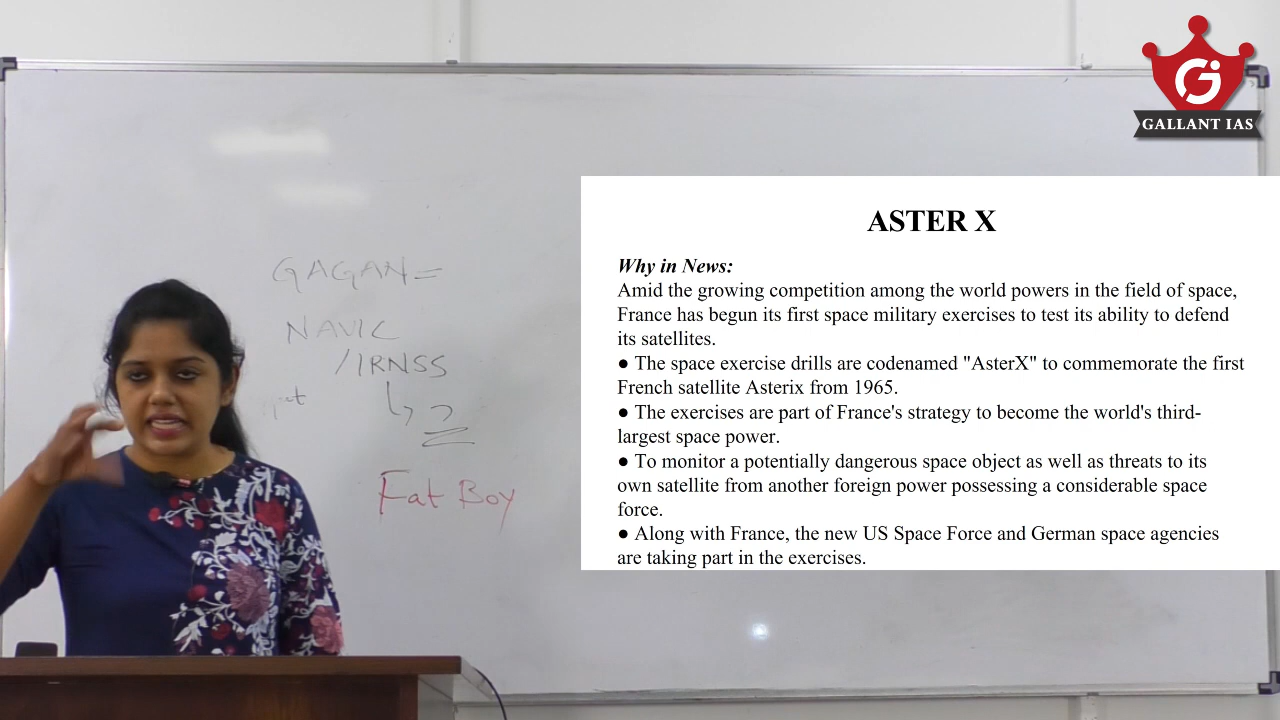 GALLANT IAS
ASTER X
Why in News:
Amid the growing competition among the world powers in the field of space,
France has begun its first space military exercises to test its ability to defend
its satellites.
● The space exercise drills are codenamed "AsterX" to commemorate the first
French satellite Asterix from 1965.
● The exercises are part of France's strategy to become the world's third-
largest space power.
● To monitor a potentially dangerous space object as well as threats to its
own satellite from another foreign power possessing a considerable space
force.
● Along with France, the new US Space Force and German space agencies
are taking part in the exercises.
GAGAN=
NAVIC
/IRNSS
Fat Boy